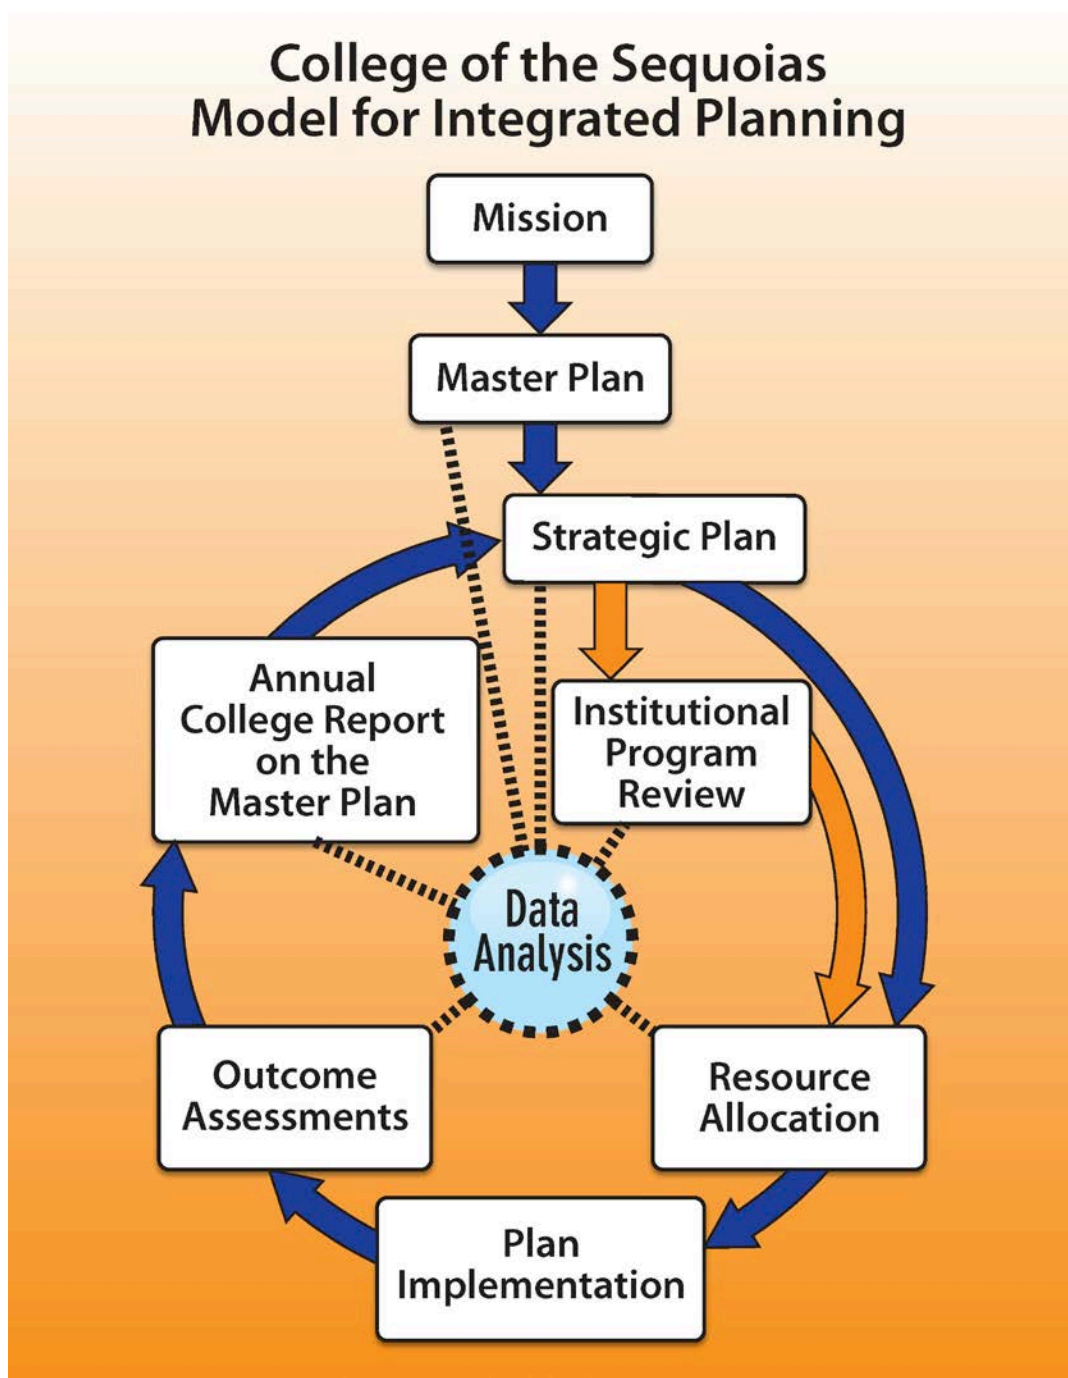 College of the Sequoias
Model for Integrated Planning
Mission
Master Plan
Strategic Plan
Annual
College Report
on the
Master Plan
Institutional
Program
Review
Data
Analysis
Outcome
Assessments
Resource
Allocation
Plan
Implementation